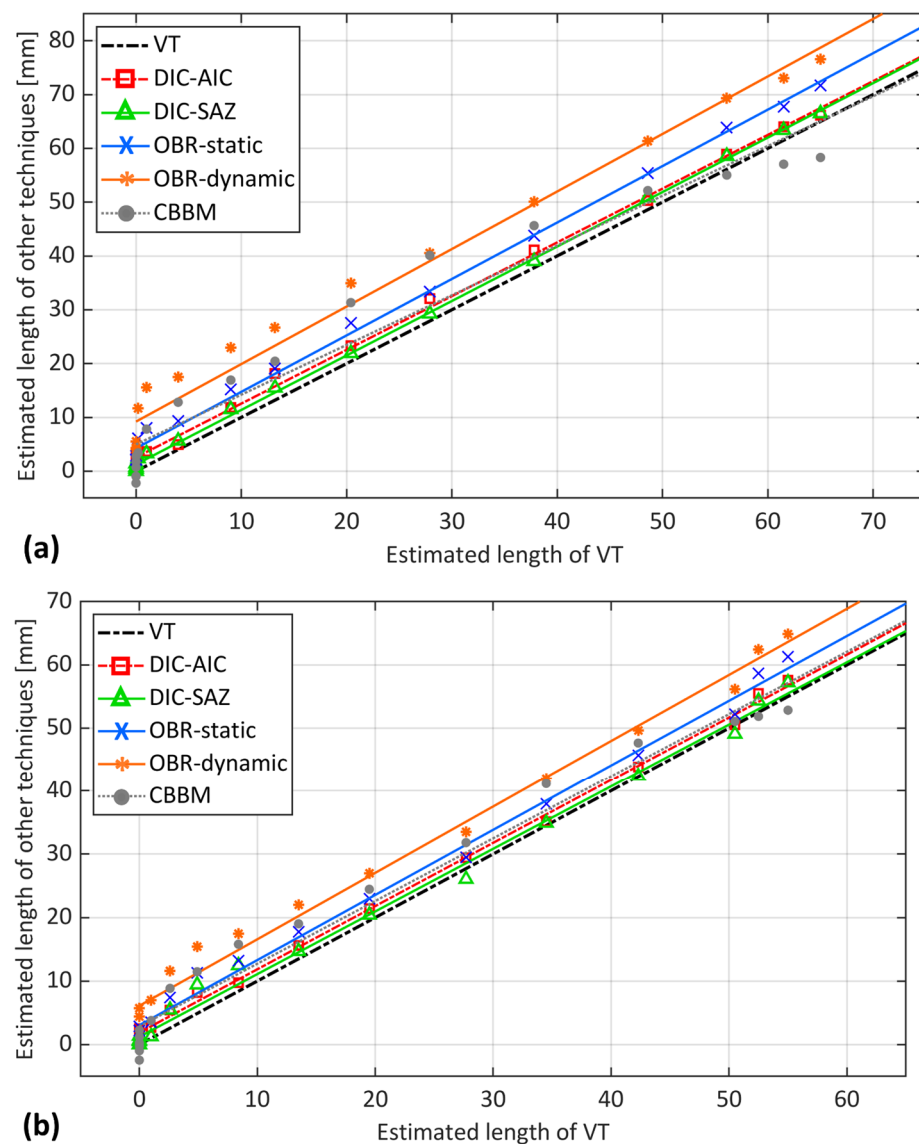 Estimated length of other techniques [mm]
80
70
60
50
40
30
20
10
0
VT
DIC-AIC
DIC-SAZ
OBR-static
OBR-dynamic
CBBM
0 10 20 30 40 50 60 70
Estimated length of VT
(a)
Estimated length of other techniques [mm]
70
60
50
40
30
20
10
0
VT
DIC-AIC
DIC-SAZ
OBR-static
OBR-dynamic
CBBM
0 10 20 30 40 50 60
Estimated length of VT
(b)